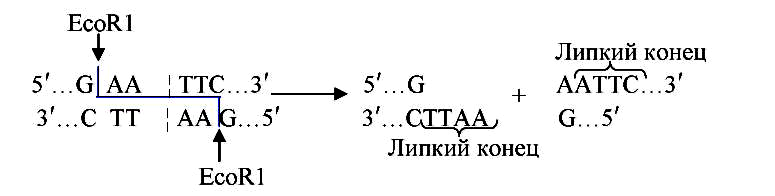 EcoR1
Липкий конец
5′...G AA ¦ TTC...3′ 5′...G + AATTC...3′
3′...C TT ¦ AA G...5′ 3′...CTTAA G...5′
Липкий конец
EcoR1